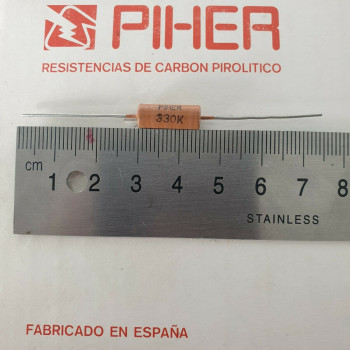 PIHER
RESISTENCIAS DE CARBON PIROLITICO
PIHER
330K
cm 1 2 3 4 5 6 7 8
STAINLESS
FABRICADO EN ESPAÑA